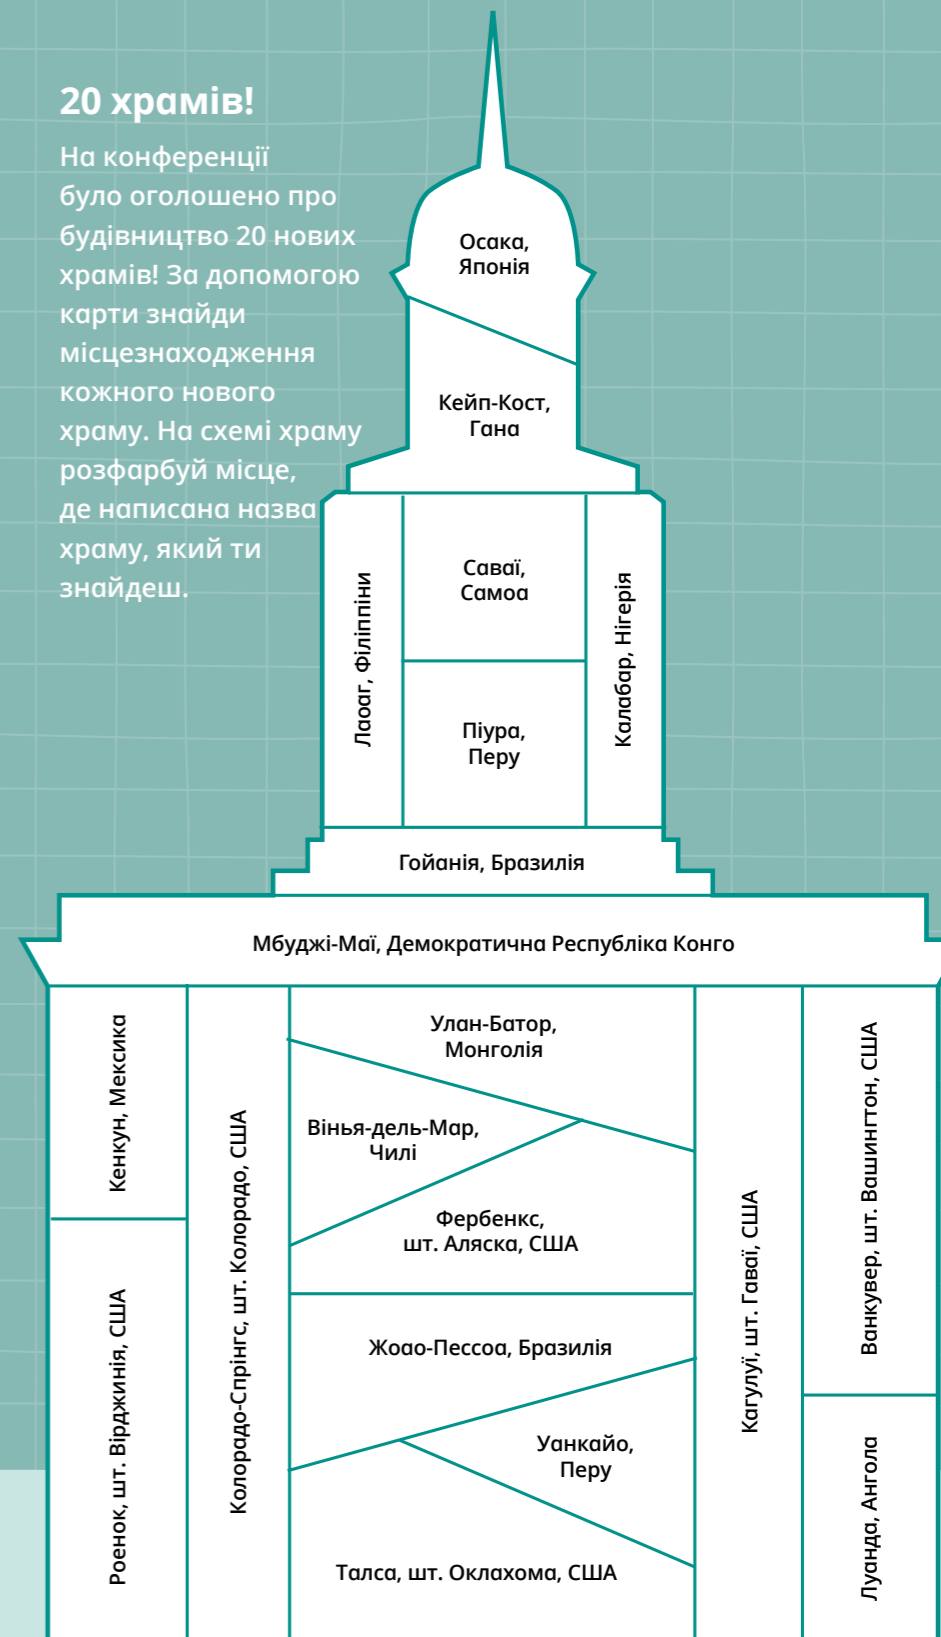 20 храмів!
На конференції
було оголошено про
будівництво 20 нових
храмів! За допомогою
карти знайди
місцезнаходження
кожного нового
храму. На схемі храму
розфарбуй місце,
де написана назва
храму, який ти
знайдеш.
Осака,
Японія
Кейп-Кост,
Гана
Лаоаг, Філіппіни
Саваї,
Самоа
Піура,
Перу
Калабар, Нігерія
Гойанія, Бразилія
Мбуджі-Маї, Демократична Республіка Конго
Кенкун, Мексика
Роенок, шт. Вірджинія, США
Колорадо-Спрінгс, шт. Колорадо, США
Улан-Батор,
Монголія
Вінья-дель-Мар,
Чилі
Фербенкс,
шт. Аляска, США
Жоао-Пессоа, Бразилія
Уанкайо,
Перу
Талса, шт. Оклахома, США
Кагулуї, шт. Гаваї, США
Ванкувер, шт. Вашингтон, США
Луанда, Ангола